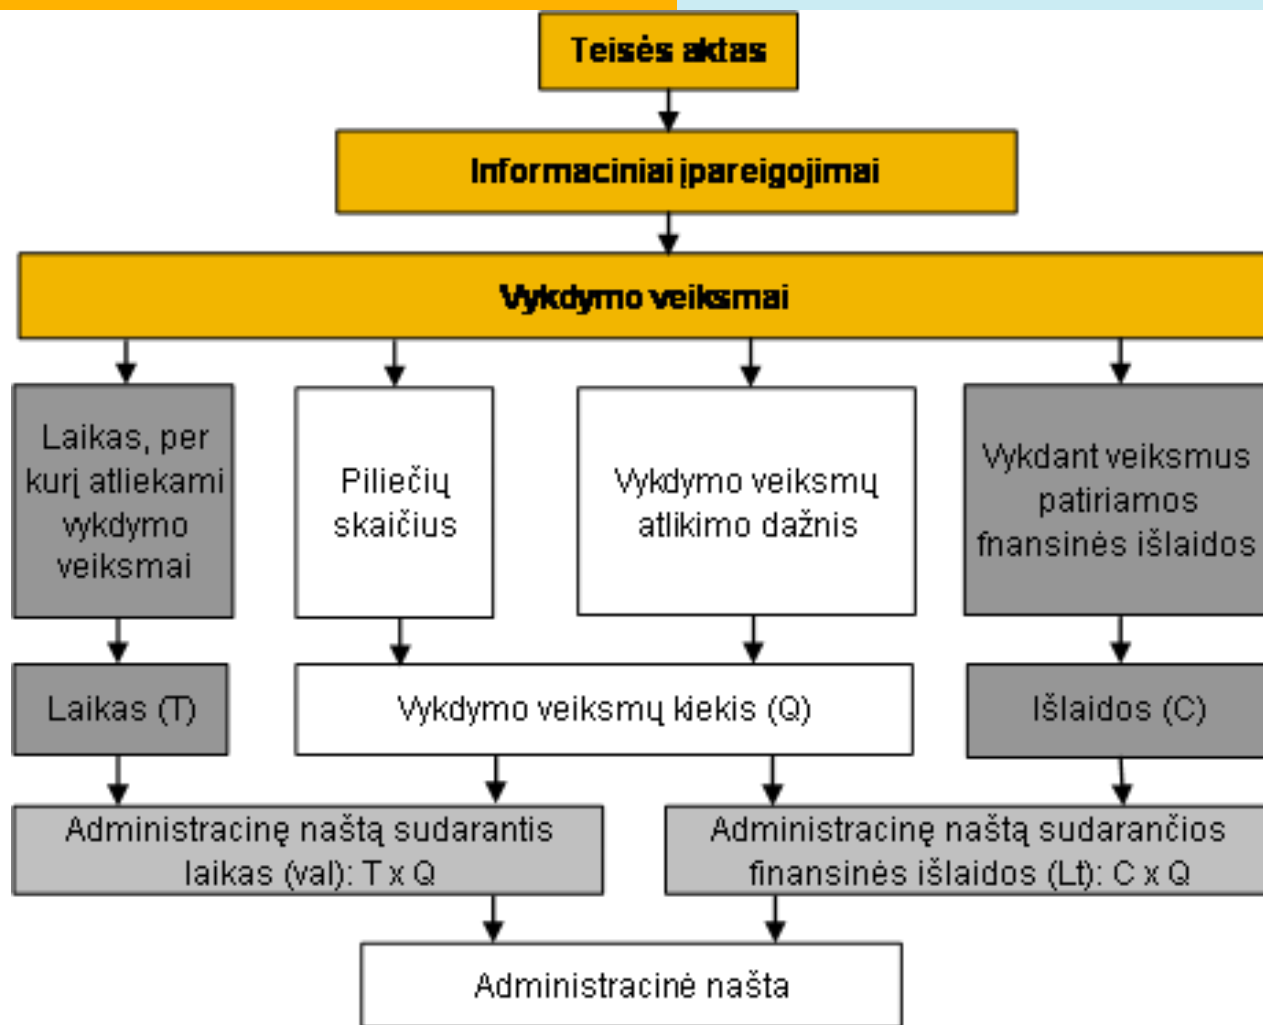 Teisės aktas
Informaciniai įpareigojimai
Vykdymo veiksmai
Laikas, per
kurį atliekami
vykdymo
veiksmai
Piliečių
skaičius
Vykdymo veiksmų
atlikimo dažnis
Vykdant veiksmus
patiriamos
fnansinės išlaidos
Laikas (T)
Vykdymo veiksmų kiekis (Q)
Išlaidos (C)
Administracinę naštą sudarantis
laikas (val): T x Q
Administracinę naštą sudarančios
finansinės išlaidos (Lt): C x Q
Administracinė našta